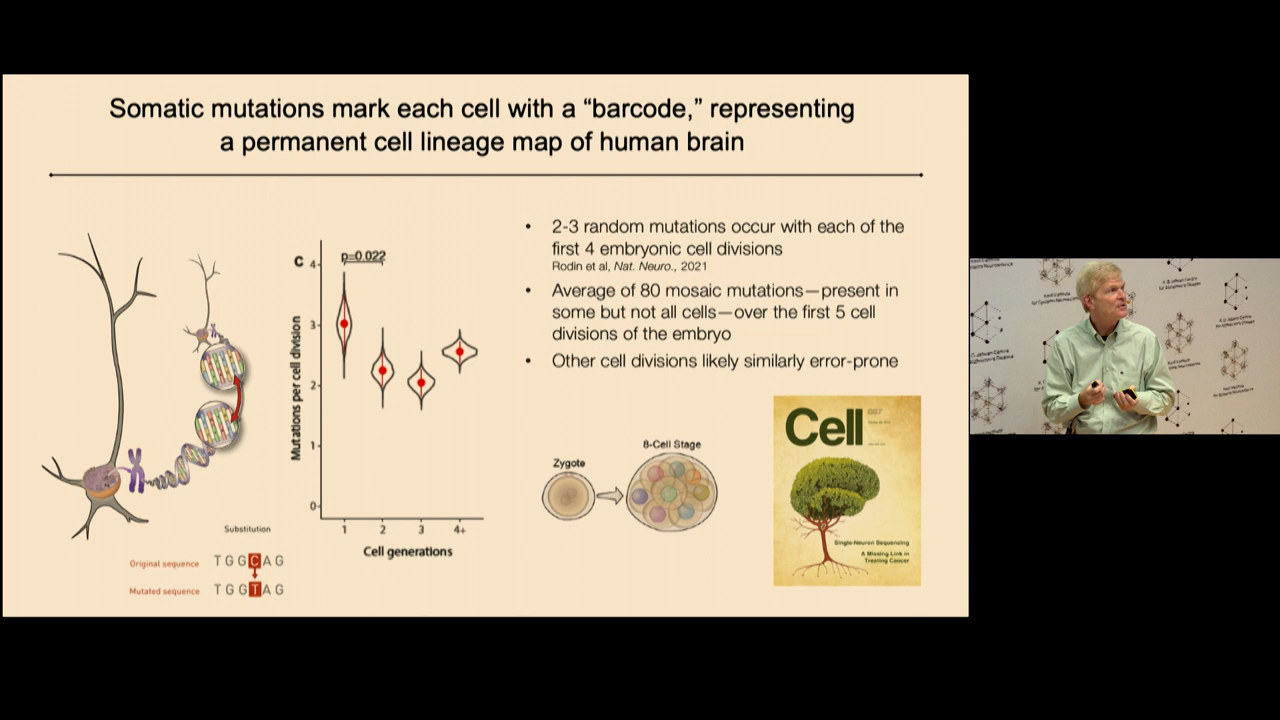 Somatic mutations mark each cell with a “barcode,” representing
a permanent cell lineage map of human brain
c
p=0.022
4
3
2
1
0
Mutations per cell division
1 2 3 4+
Cell generations
Substitution
Original sequence TGGCAG
Mutated sequence TGGTAG
• 2-3 random mutations occur with each of the
first 4 embryonic cell divisions
Rodin et al, Nat. Neuro., 2021
• Average of 80 mosaic mutations—present in
some but not all cells—over the first 5 cell
divisions of the embryo
• Other cell divisions likely similarly error-prone
Zygote
8-Cell Stage
Cell
Single-Neuron Sequencing
A Missing Link in
Treating Cancer